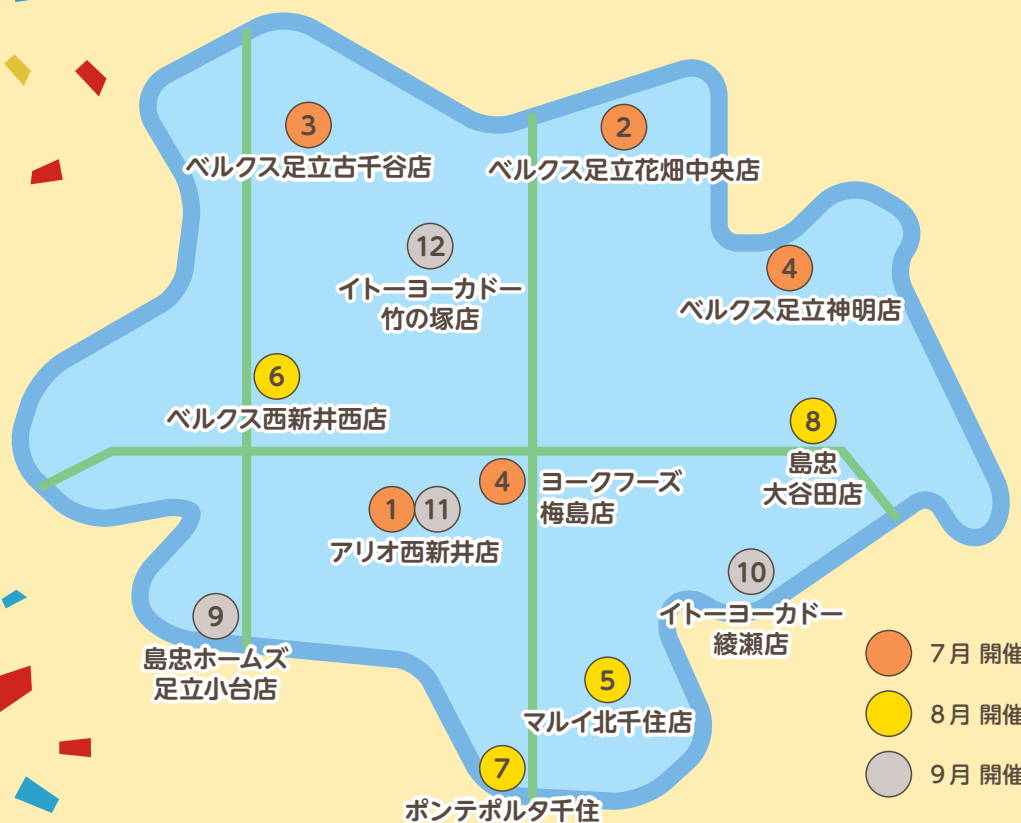 3
ベルクス足立古千谷店
2
ベルクス足立花畑中央店
12
イトーヨーカドー
竹の塚店
4
ベルクス足立神明店
6
ベルクス西新井西店
8
島忠
大谷田店
4
ヨークフーズ
梅島店
1 11
アリオ西新井店
10
イトーヨーカドー
綾瀬店
9
島忠ホームズ
足立小台店
5
マルイ北千住店
7
ポンテポルタ千住
7月 開催
8月 開催
9月 開催